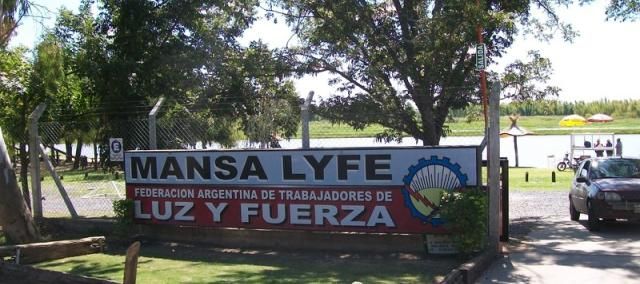 MANSA LYFE
FEDERACION ARGENTINA DE TRABAJADORES DE
LUZ Y FUERZA